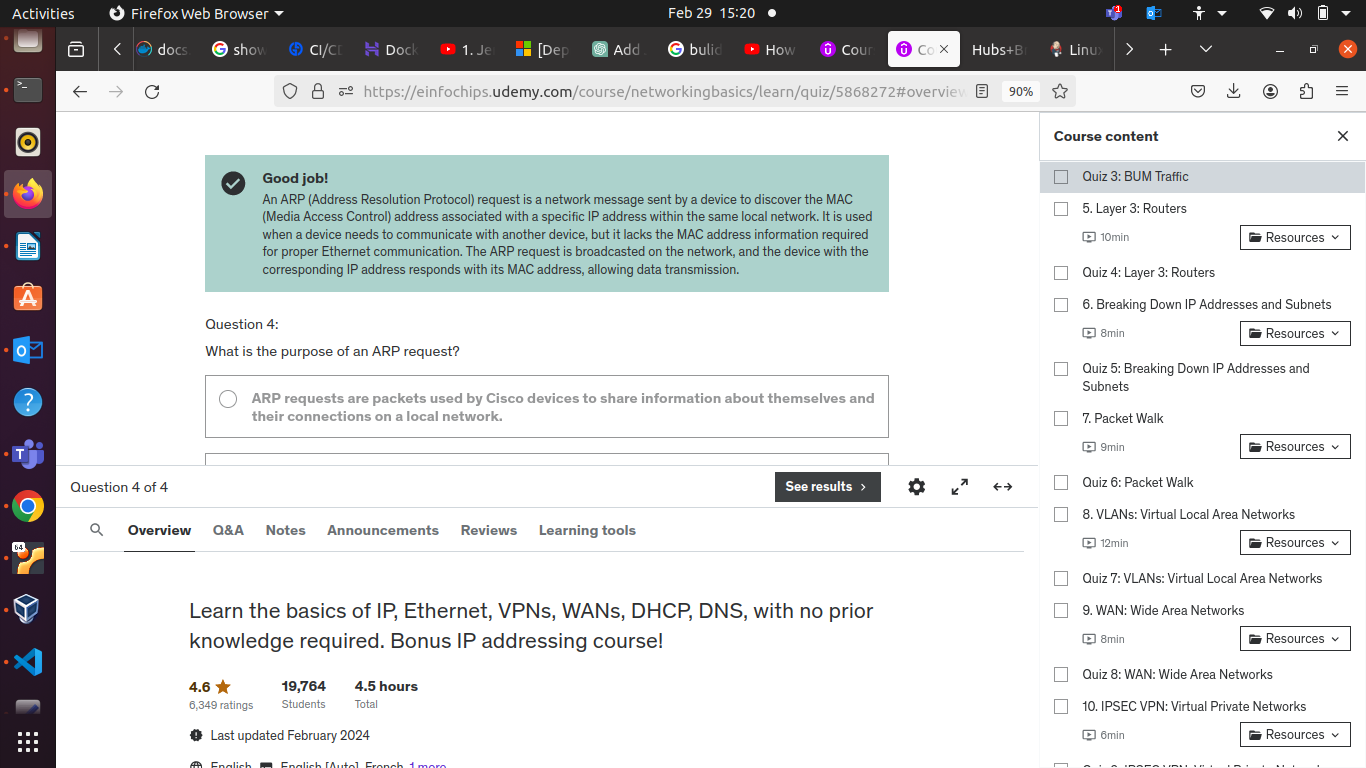 Activities
Firefox Web Browser
Feb 29 15:20
1
docs
show
CI/CD
Dock
1. Je
[Dep
Add
bulid
How
Cour
Co
Hubs+Br
Linux
https://einfochips.udemy.com/course/networkingbasics/learn/quiz/5868272#overview
90%
Good job!
An ARP (Address Resolution Protocol) request is a network message sent by a device to discover the MAC
(Media Access Control) address associated with a specific IP address within the same local network. It is used
when a device needs to communicate with another device, but it lacks the MAC address information required
for proper Ethernet communication. The ARP request is broadcasted on the network, and the device with the
corresponding IP address responds with its MAC address, allowing data transmission.
Question 4:
What is the purpose of an ARP request?
ARP requests are packets used by Cisco devices to share information about themselves and
their connections on a local network.
Question 4 of 4
See results
Overview
Q&A
Notes
Announcements
Reviews
Learning tools
Learn the basics of IP, Ethernet, VPNs, WANs, DHCP, DNS, with no prior
knowledge required. Bonus IP addressing course!
4.6
6,349 ratings
19,764
Students
4.5 hours
Total
Last updated February 2024
English
English [Auto], French, 1 more
Course content
Quiz 3: BUM Traffic
5. Layer 3: Routers
10min
Resources
Quiz 4: Layer 3: Routers
6. Breaking Down IP Addresses and Subnets
8min
Resources
Quiz 5: Breaking Down IP Addresses and
Subnets
7. Packet Walk
9min
Resources
Quiz 6: Packet Walk
8. VLANs: Virtual Local Area Networks
12min
Resources
Quiz 7: VLANs: Virtual Local Area Networks
9. WAN: Wide Area Networks
8min
Resources
Quiz 8: WAN: Wide Area Networks
10. IPSEC VPN: Virtual Private Networks
6min
Resources